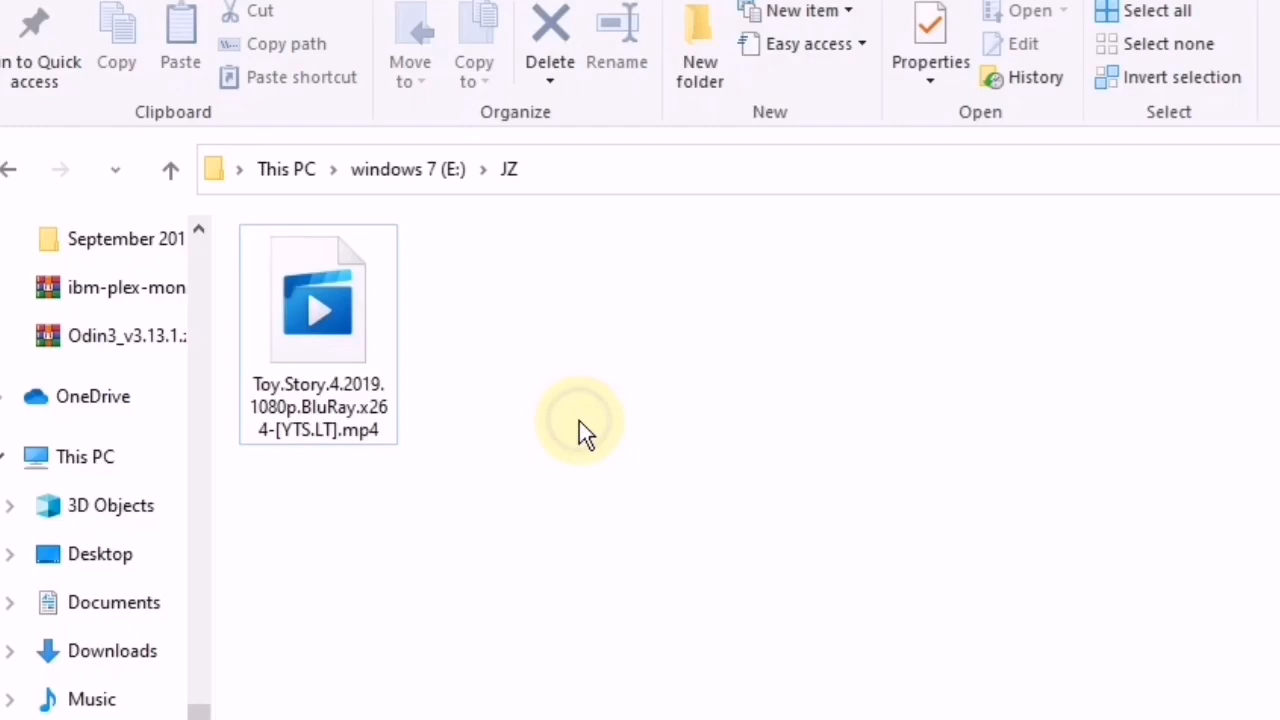 Cut
New item
Open
Select all
Copy path
Easy access
Edit
Select none
in to Quick
access
Copy
Paste
Paste shortcut
Move
to
Copy
to
Delete
Rename
New
folder
Properties
History
Invert selection
Clipboard
Organize
New
Open
Select
This PC
windows 7 (E:)
JZ
September 201
ibm-plex-mon
Odin3_v3.13.1.z
OneDrive
This PC
3D Objects
Desktop
Documents
Downloads
Music
Toy.Story.4.2019.
1080p.BluRay.x26
4-[YTS.LT].mp4